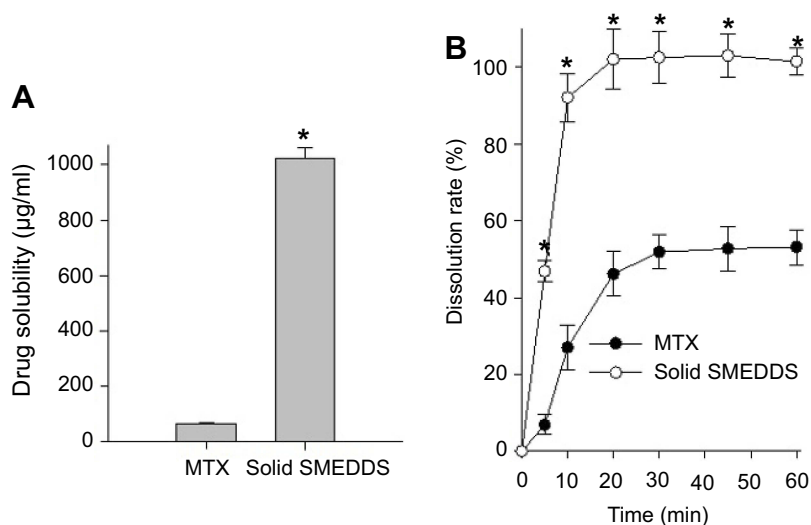 A
Drug solubility (µg/ml)
1000
800
600
400
200
0
*
MTX Solid SMEDDS
B
Dissolution rate (%)
100
80
60
40
20
0
* * * * * *
MTX
Solid SMEDDS
0 10 20 30 40 50 60
Time (min)